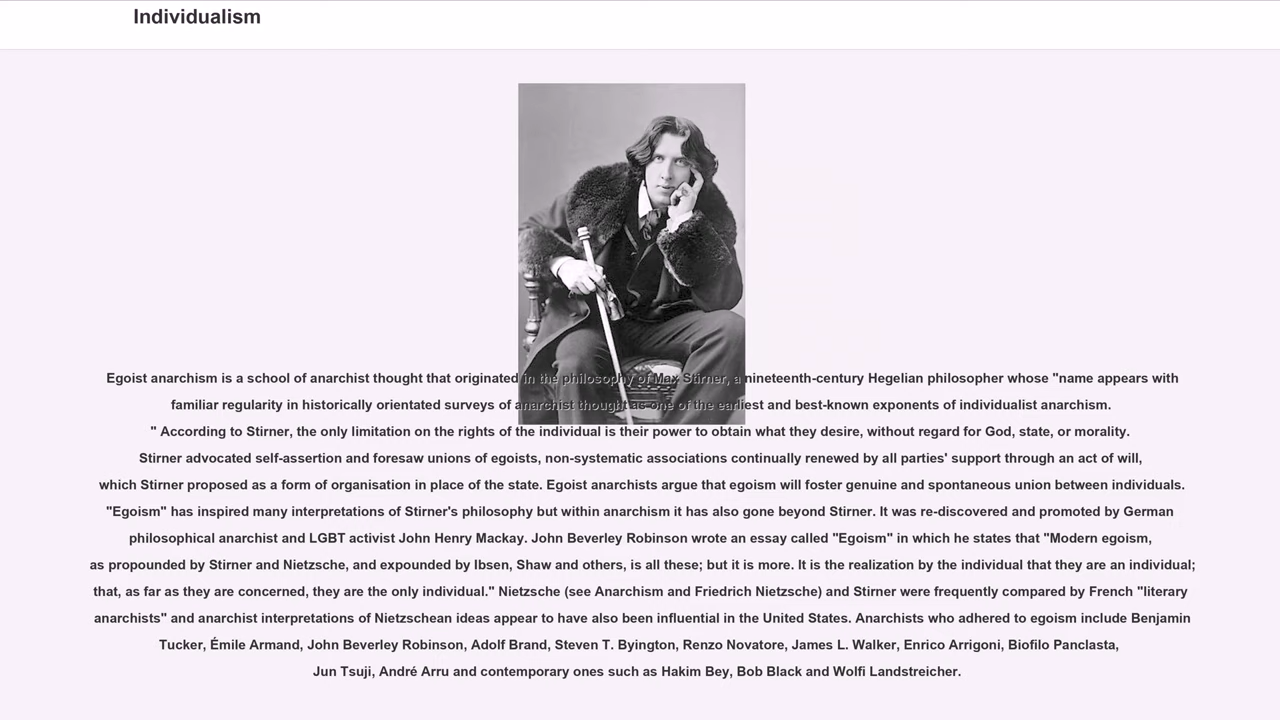 Individualism
Egoist anarchism is a school of anarchist thought that originated in the philosophy of Max Stirner, a nineteenth-century Hegelian philosopher whose "name appears with
familiar regularity in historically orientated surveys of anarchist thought as one of the earliest and best-known exponents of individualist anarchism.
" According to Stirner, the only limitation on the rights of the individual is their power to obtain what they desire, without regard for God, state, or morality.
Stirner advocated self-assertion and foresaw unions of egoists, non-systematic associations continually renewed by all parties' support through an act of will,
which Stirner proposed as a form of organisation in place of the state. Egoist anarchists argue that egoism will foster genuine and spontaneous union between individuals.
"Egoism" has inspired many interpretations of Stirner's philosophy but within anarchism it has also gone beyond Stirner. It was re-discovered and promoted by German
philosophical anarchist and LGBT activist John Henry Mackay. John Beverley Robinson wrote an essay called "Egoism" in which he states that "Modern egoism,
as propounded by Stirner and Nietzsche, and expounded by Ibsen, Shaw and others, is all these; but it is more. It is the realization by the individual that they are an individual;
that, as far as they are concerned, they are the only individual." Nietzsche (see Anarchism and Friedrich Nietzsche) and Stirner were frequently compared by French "literary
anarchists" and anarchist interpretations of Nietzschean ideas appear to have also been influential in the United States. Anarchists who adhered to egoism include Benjamin
Tucker, Émile Armand, John Beverley Robinson, Adolf Brand, Steven T. Byington, Renzo Novatore, James L. Walker, Enrico Arrigoni, Biofilo Panclasta,
Jun Tsuji, André Arru and contemporary ones such as Hakim Bey, Bob Black and Wolfi Landstreicher.